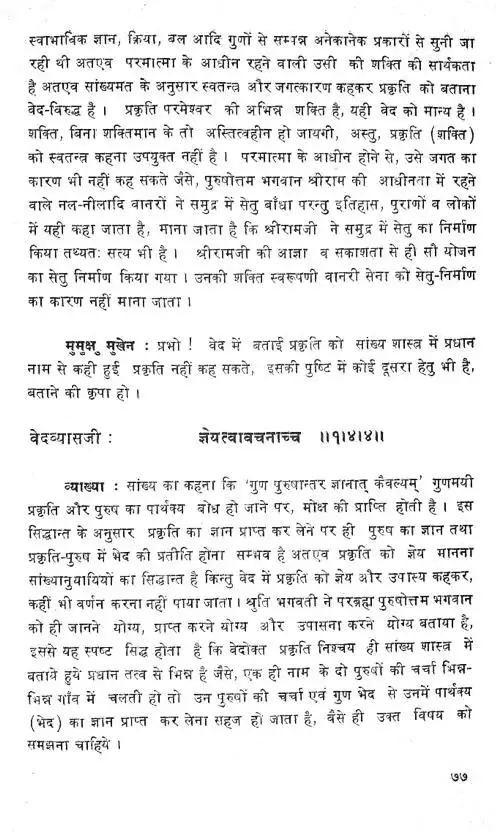 स्वाभाविक ज्ञान, क्रिया, बल आदि गुणों से सम्पन्न अनेकानेक प्रकारों से सुनी जा
रही थी अतएव परमात्मा के आधीन रहने वाली उसी की शक्ति की सार्थकता
है अतएव सांख्यमत के अनुसार स्वतन्त्र और जगत्कारण कहकर प्रकृति को बताना
वेद-विरुद्ध है । प्रकृति परमेश्वर की अभिन्न शक्ति है, यही वेद को मान्य है ।
शक्ति, बिना शक्तिमान के तो अस्तित्वहीन हो जायगी, अस्तु, प्रकृति (शक्ति)
को स्वतन्त्र कहना उपयुक्त नहीं है । परमात्मा के आधीन होने से, उसे जगत का
कारण भी नहीं कह सकते जैसे, पुरुषोत्तम भगवान श्रीराम की आधीनता में रहने
वाले नल-नीलादि वानरों ने समुद्र में सेतु बाँधा परन्तु इतिहास, पुराणों व लोकों
में यही कहा जाता है, माना जाता है कि श्रीरामजी ने समुद्र में सेतु का निर्माण
किया तथ्यतः सत्य भी है । श्रीरामजी की आज्ञा व सकाशता से ही सौ योजन
का सेतु निर्माण किया गया । उनकी शक्ति स्वरूपणी वानरी सेना को सेतु-निर्माण
का कारण नहीं माना जाता ।
मुमुक्षु मुखेन : प्रभो ! वेद में बताई प्रकृति को सांख्य शास्त्र में प्रधान
नाम से कही हुई प्रकृति नहीं कह सकते, इसकी पुष्टि में कोई दूसरा हेतु भी है,
बताने की कृपा हो ।
वेदव्यासजी : ज्ञेयत्वावचनाच्च ॥१।४।४॥
व्याख्या : सांख्य का कहना कि 'गुण पुरुषान्तर ज्ञानात् कैवल्यम्' गुणमयी
प्रकृति और पुरुष का पार्थक्य बोध हो जाने पर, मोक्ष की प्राप्ति होती है । इस
सिद्धान्त के अनुसार प्रकृति का ज्ञान प्राप्त कर लेने पर ही पुरुष का ज्ञान तथा
प्रकृति-पुरुष में भेद की प्रतीति होना सम्भव है अतएव प्रकृति को ज्ञेय मानना
सांख्यानुयायियों का सिद्धान्त है किन्तु वेद में प्रकृति को ज्ञेय और उपास्य कहकर,
कहीं भी वर्णन करना नहीं पाया जाता। श्रुति भगवती ने परब्रह्म पुरुषोत्तम भगवान
को ही जानने योग्य, प्राप्त करने योग्य और उपासना करने योग्य बताया है,
इससे यह स्पष्ट सिद्ध होता है कि वेदोक्त प्रकृति निश्चय ही सांख्य शास्त्र में
बताये हुये प्रधान तत्व से भिन्न है जैसे, एक ही नाम के दो पुरुषों की चर्चा भिन्न-
भिन्न गाँव में चलती हो तो उन पुरुषों की चर्चा एवं गुण भेद से उनमें पार्थक्य
(भेद) का ज्ञान प्राप्त कर लेना सहज हो जाता है, वैसे ही उक्त विषय को
समझना चाहिये ।
७७